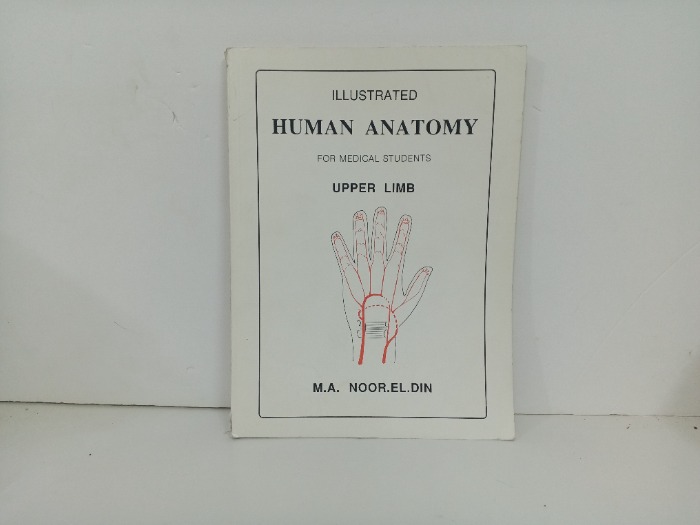 ILLUSTRATED
HUMAN ANATOMY
FOR MEDICAL STUDENTS
UPPER LIMB
M.A. NOOR.EL.DIN